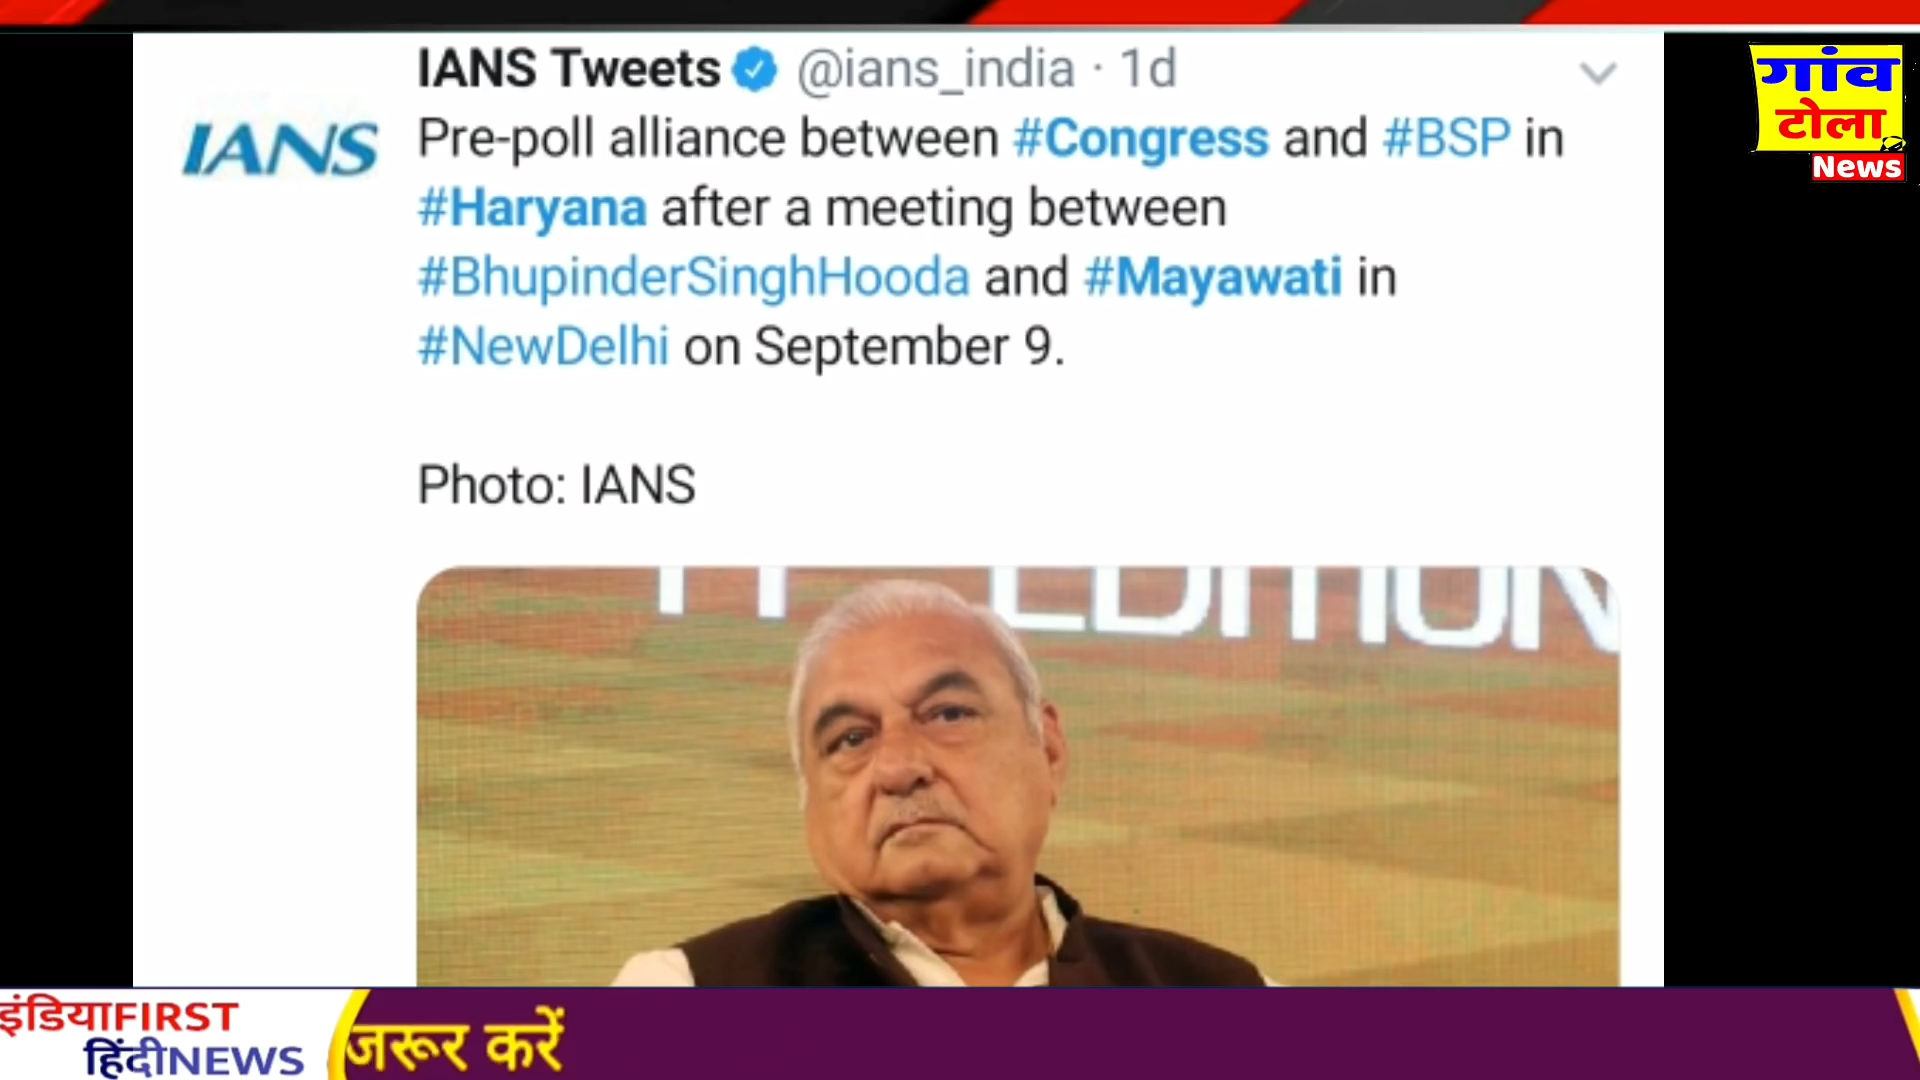 IANS Tweets @ians_india · 1d
IANS
Pre-poll alliance between #Congress and #BSP in
#Haryana after a meeting between
#BhupinderSinghHooda and #Mayawati in
#NewDelhi on September 9.
Photo: IANS
EDITION
गांव
टोला
News
इंडियाFIRST
हिंदीNEWS
जरूर करें